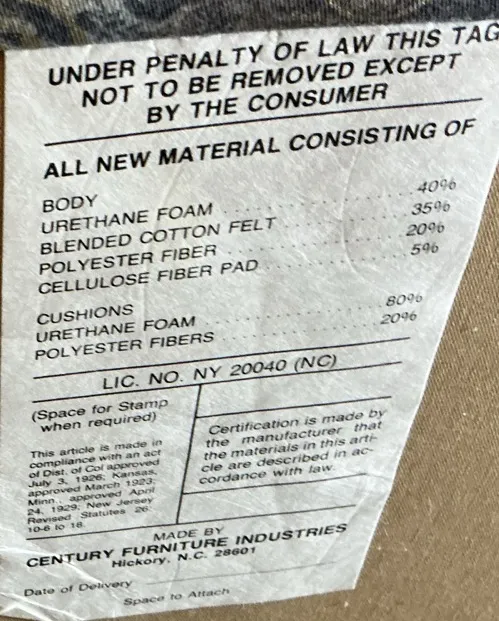 UNDER PENALTY OF LAW THIS TAG
NOT TO BE REMOVED EXCEPT
BY THE CONSUMER
ALL NEW MATERIAL CONSISTING OF
BODY
URETHANE FOAM . . . . . . . . . . . . . . . . . . . . 40%
BLENDED COTTON FELT . . . . . . . . . . . . . . 35%
POLYESTER FIBER . . . . . . . . . . . . . . . . . . . 20%
CELLULOSE FIBER PAD . . . . . . . . . . . . . . . 5%
CUSHIONS
URETHANE FOAM . . . . . . . . . . . . . . . . . . . . 80%
POLYESTER FIBERS . . . . . . . . . . . . . . . . . . 20%
LIC. NO. NY 20040 (NC)
(Space for Stamp
when required)
This article is made in
compliance with an act
of Dist. of Col approved
July 3, 1926; Kansas,
approved March 1923;
Minn., approved April
24, 1929; New Jersey
Revised Statutes 26:
10-6 to 18.
Certification is made by
the manufacturer that
the materials in this arti-
cle are described in ac-
cordance with law.
MADE BY
CENTURY FURNITURE INDUSTRIES
Hickory, N.C. 28601
Date of Delivery
Space to Attach